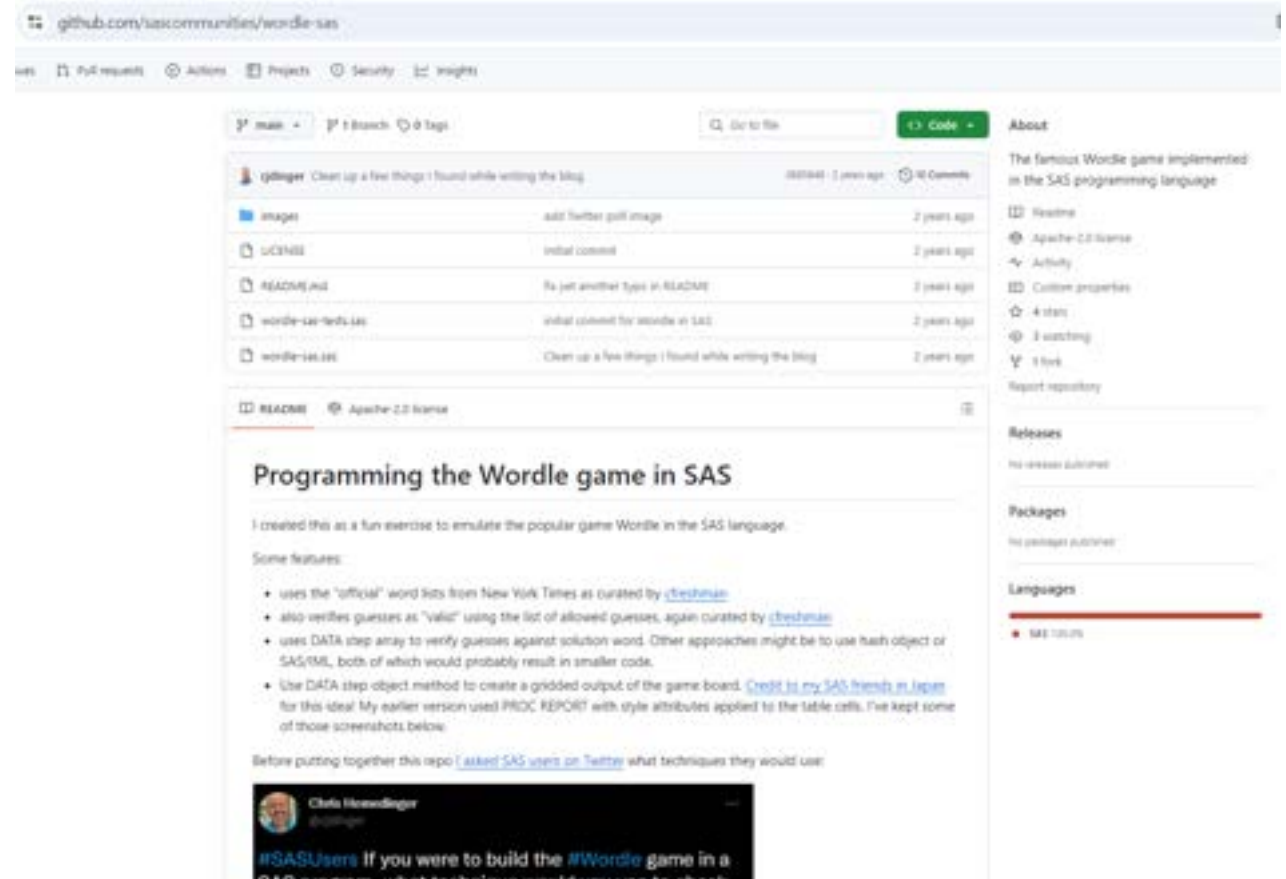 github.com/sascommunities/wordle-sas
Pull requests Actions Projects Security Insights
main 1 Branch 0 Tags Go to file Code
cjdinger Clean up a few things I found while writing the blog 2 years ago 10 Commits
images add Twitter poll image 2 years ago
LICENSE initial commit 2 years ago
README.md fix yet another typo in README 2 years ago
wordle-sas-tests.sas initial commit for Wordle in SAS 2 years ago
wordle-sas.sas Clean up a few things I found while writing the blog 2 years ago
README Apache-2.0 license
Programming the Wordle game in SAS
I created this as a fun exercise to emulate the popular game Wordle in the SAS language.
Some features:
• uses the "official" word lists from New York Times as curated by cfreshman
• also verifies guesses as "valid" using the list of allowed guesses, again curated by cfreshman
• uses DATA step array to verify guesses against solution word. Other approaches might be to use hash object or
SAS/IML, both of which would probably result in smaller code.
• Use DATA step object method to create a gridded output of the game board. Credit to my SAS friends in Japan
for this idea! My earlier version used PROC REPORT with style attributes applied to the table cells. I've kept some
of those screenshots below.
Before putting together this repo I asked SAS users on Twitter what techniques they would use:
Chris Hemedinger
@cjdinger
#SASUsers If you were to build the #Wordle game in a
About
The famous Wordle game implemented
in the SAS programming language
Readme
Apache-2.0 license
Activity
Custom properties
4 stars
3 watching
1 fork
Report repository
Releases
No releases published
Packages
No packages published
Languages
SAS 100.0%